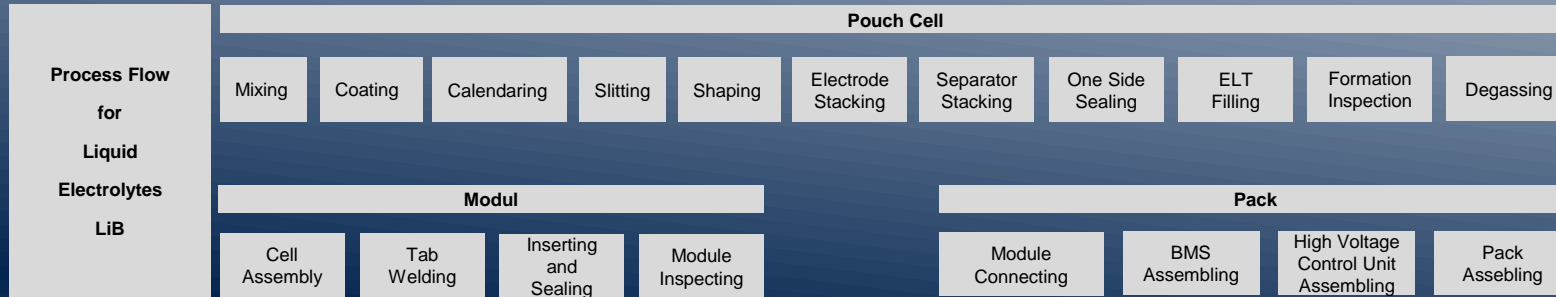 Process Flow
for
Liquid
Electrolytes
LiB
Pouch Cell
Mixing
Coating
Calendaring
Slitting
Shaping
Electrode
Stacking
Separator
Stacking
One Side
Sealing
ELT
Filling
Formation
Inspection
Degassing
Modul
Cell
Assembly
Tab
Welding
Inserting
and
Sealing
Module
Inspecting
Pack
Module
Connecting
BMS
Assembling
High Voltage
Control Unit
Assembling
Pack
Assebling